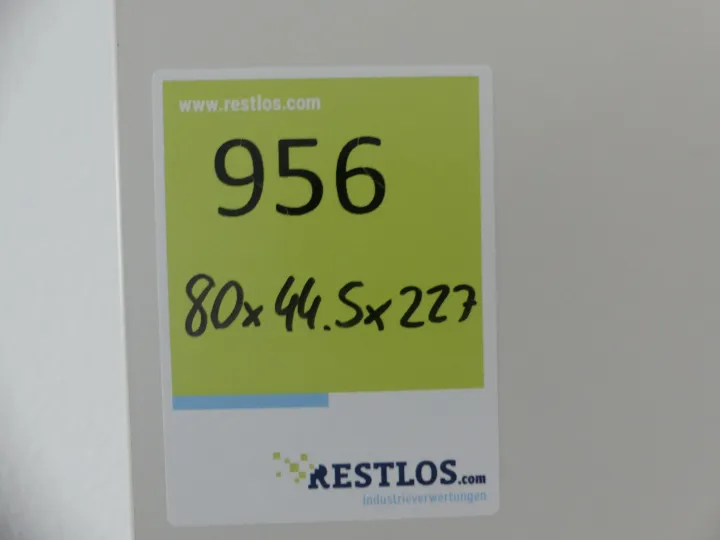 www.restlos.com
956
80x44.5x227
RESTLOS.com
Industrieverwertungen